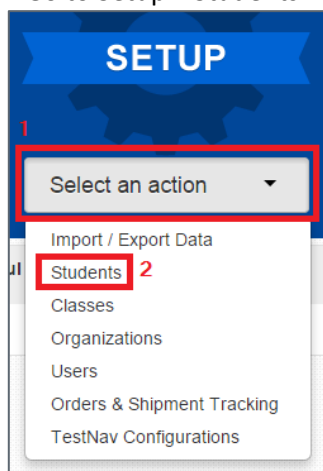 SETUP
1
Select an action
Import / Export Data
Students 2
Classes
Organizations
Users
Orders & Shipment Tracking
TestNav Configurations